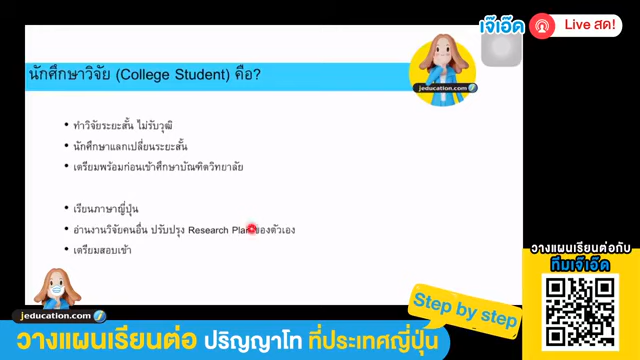 เจ๊เอ๊ด
Live สด!
นักศึกษาวิจัย (College Student) คือ?
jeducation.com
• ทำวิจัยระยะสั้น ไม่รับวุฒิ
• นักศึกษาแลกเปลี่ยนระยะสั้น
• เตรียมพร้อมก่อนเข้าศึกษาบัณฑิตวิทยาลัย
• เรียนภาษาญี่ปุ่น
• อ่านงานวิจัยคนอื่น ปรับปรุง Research Plan ของตัวเอง
• เตรียมสอบเข้า
วางแผนเรียนต่อกับ
ทีมเจ๊เอ๊ด
jeducation.com
Step by step
วางแผนเรียนต่อ ปริญญาโท ที่ประเทศญี่ปุ่น